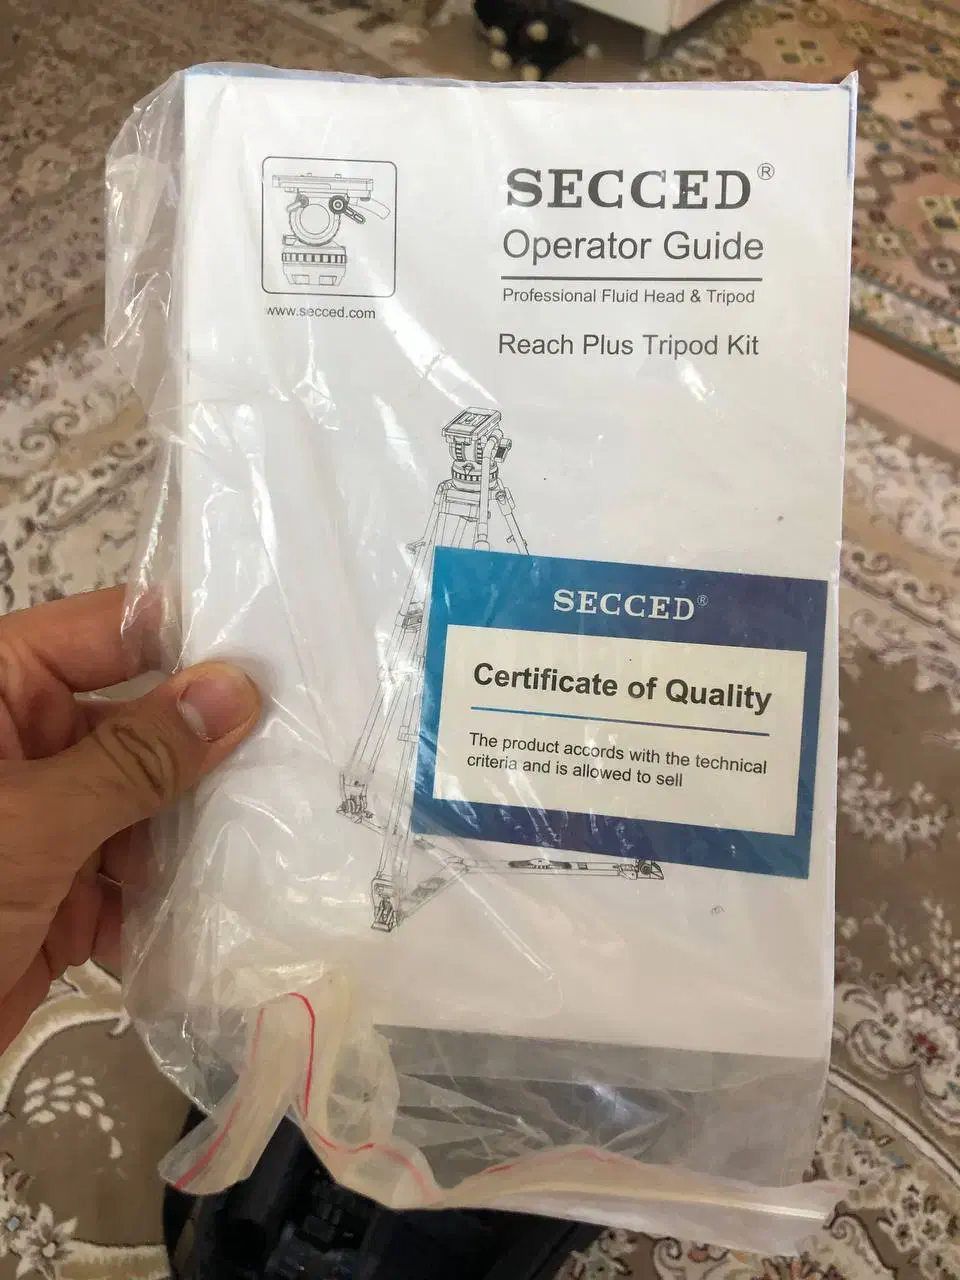 SECCED®
Operator Guide
Professional Fluid Head & Tripod
www.secced.com
Reach Plus Tripod Kit
SECCED®
Certificate of Quality
The product accords with the technical
criteria and is allowed to sell